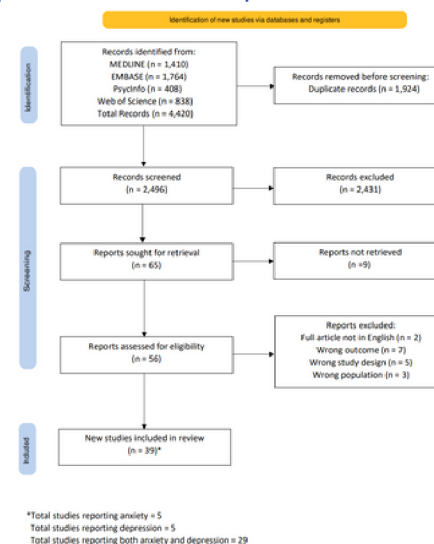 Identification of new studies via databases and registers
Identification
Records identified from:
MEDLINE (n = 1,410)
EMBASE (n = 1,764)
PsycInfo (n = 408)
Web of Science (n = 838)
Total Records (n = 4,420)
Records removed before screening:
Duplicate records (n = 1,924)
Screening
Records screened
(n = 2,496)
Records excluded
(n = 2,431)
Reports sought for retrieval
(n = 65)
Reports not retrieved
(n =9)
Reports assessed for eligibility
(n = 56)
Reports excluded:
Full article not in English (n = 2)
Wrong outcome (n = 7)
Wrong study design (n = 5)
Wrong population (n = 3)
Included
New studies included in review
(n = 39)*
*Total studies reporting anxiety = 5
Total studies reporting depression = 5
Total studies reporting both anxiety and depression = 29